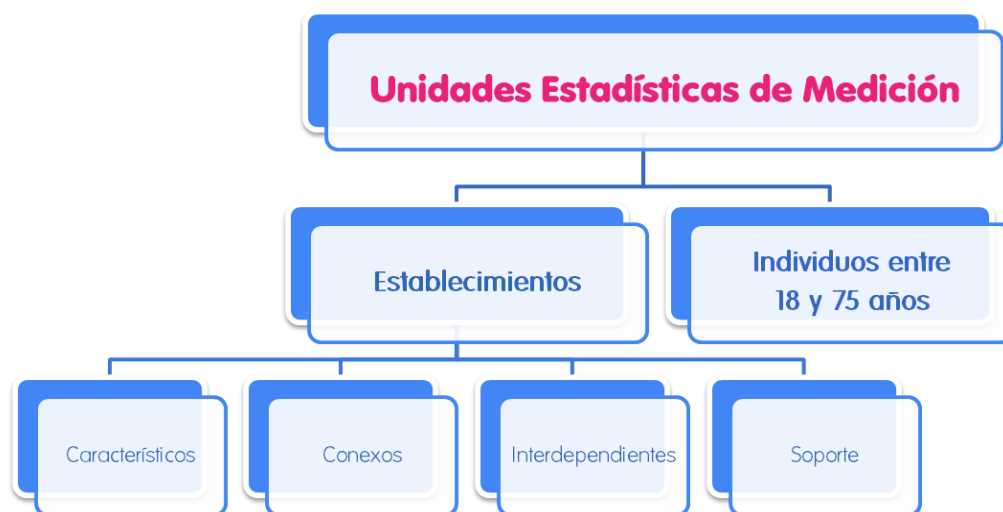 Unidades Estadísticas de Medición
Establecimientos
Individuos entre
18 y 75 años
Característicos
Conexos
Interdependientes
Soporte